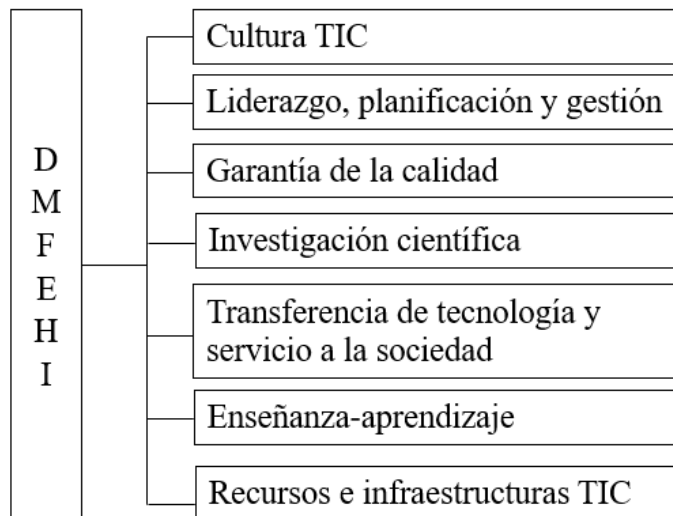 D
M
F
E
H
I
Cultura TIC
Liderazgo, planificación y gestión
Garantía de la calidad
Investigación científica
Transferencia de tecnología y
servicio a la sociedad
Enseñanza-aprendizaje
Recursos e infraestructuras TIC